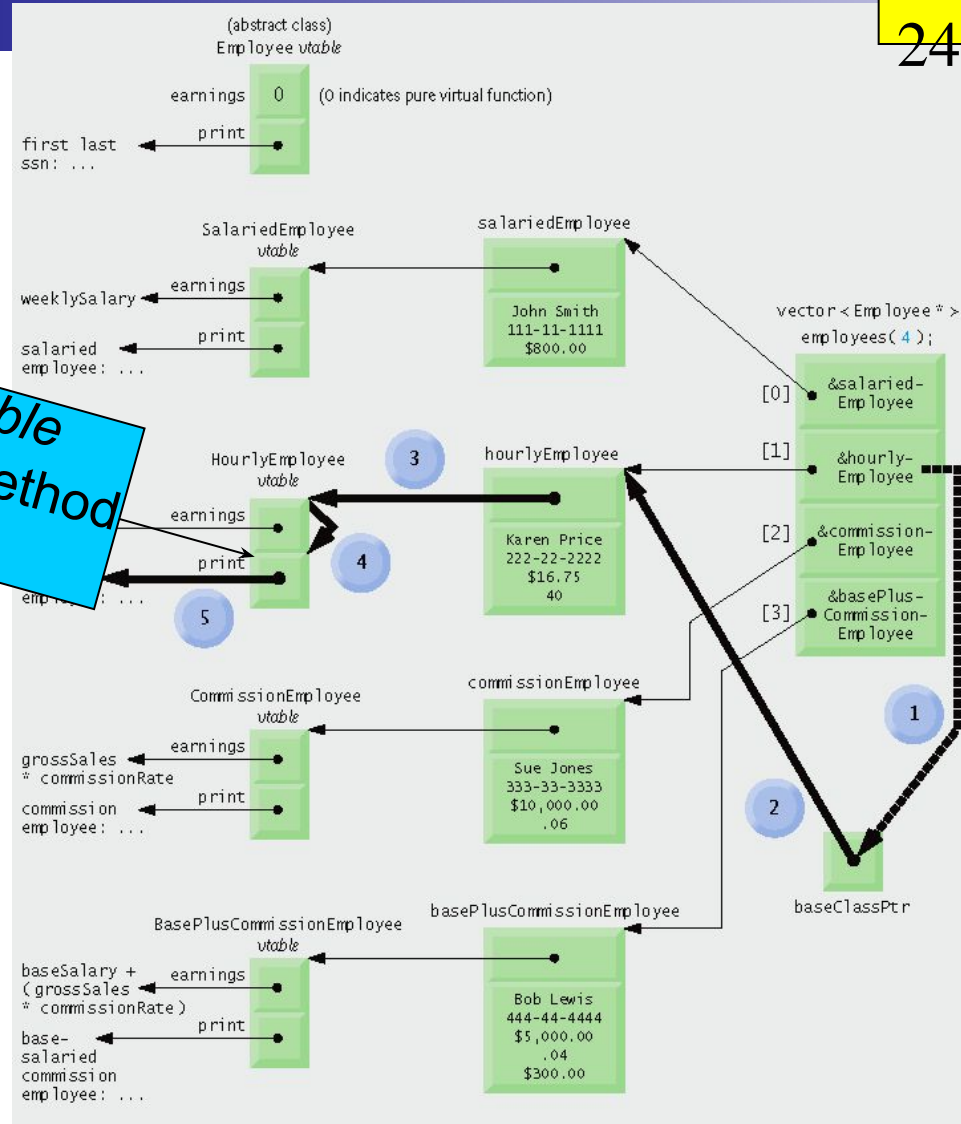 24
(abstract class)
Employee vtable
earnings 0 (0 indicates pure virtual function)
print
first last
ssn: ...
SalariedEmployee
vtable
salariedEmployee
earnings
weeklySalary
print
salaried
employee: ...
John Smith
111-11-1111
$800.00
vector < Employee * >
employees( 4 );
[0] &salaried-
Employee
[1] &hourly-
Employee
[2] &commission-
Employee
[3] &basePlus-
Commission-
Employee
method
HourlyEmployee
vtable
3
hourlyEmployee
earnings
print
4
5
...
Karen Price
222-22-2222
$16.75
40
CommissionEmployee
vtable
commissionEmployee
earnings
grossSales
* commissionRate
print
commission
employee: ...
Sue Jones
333-33-3333
$10,000.00
.06
1
2
baseClassPtr
BasePlusCommissionEmployee
vtable
basePlusCommissionEmployee
earnings
baseSalary +
( grossSales
* commissionRate )
print
base-
salaried
commission
employee: ...
Bob Lewis
444-44-4444
$5,000.00
.04
$300.00